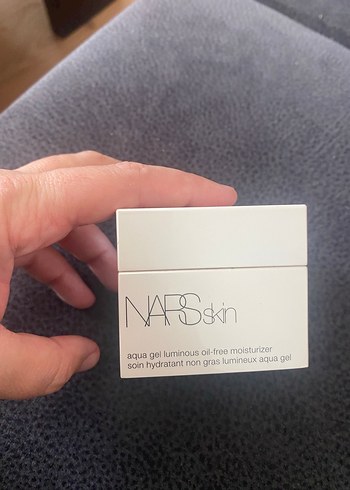 NARSskin
aqua gel luminous oil-free moisturizer
soin hydratant non gras lumineux aqua gel